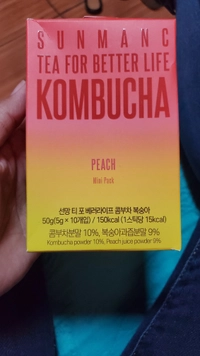 SUNMANC
TEA FOR BETTER LIFE
KOMBUCHA
PEACH
Mini Pack
선망 티 포 베러라이프 콤부차 복숭아
50g(5g × 10개입) / 150kcal (1스틱당 15kcal)
콤부차분말 10%, 복숭아과즙분말 9%
Kombucha powder 10%, Peach juice powder 9%